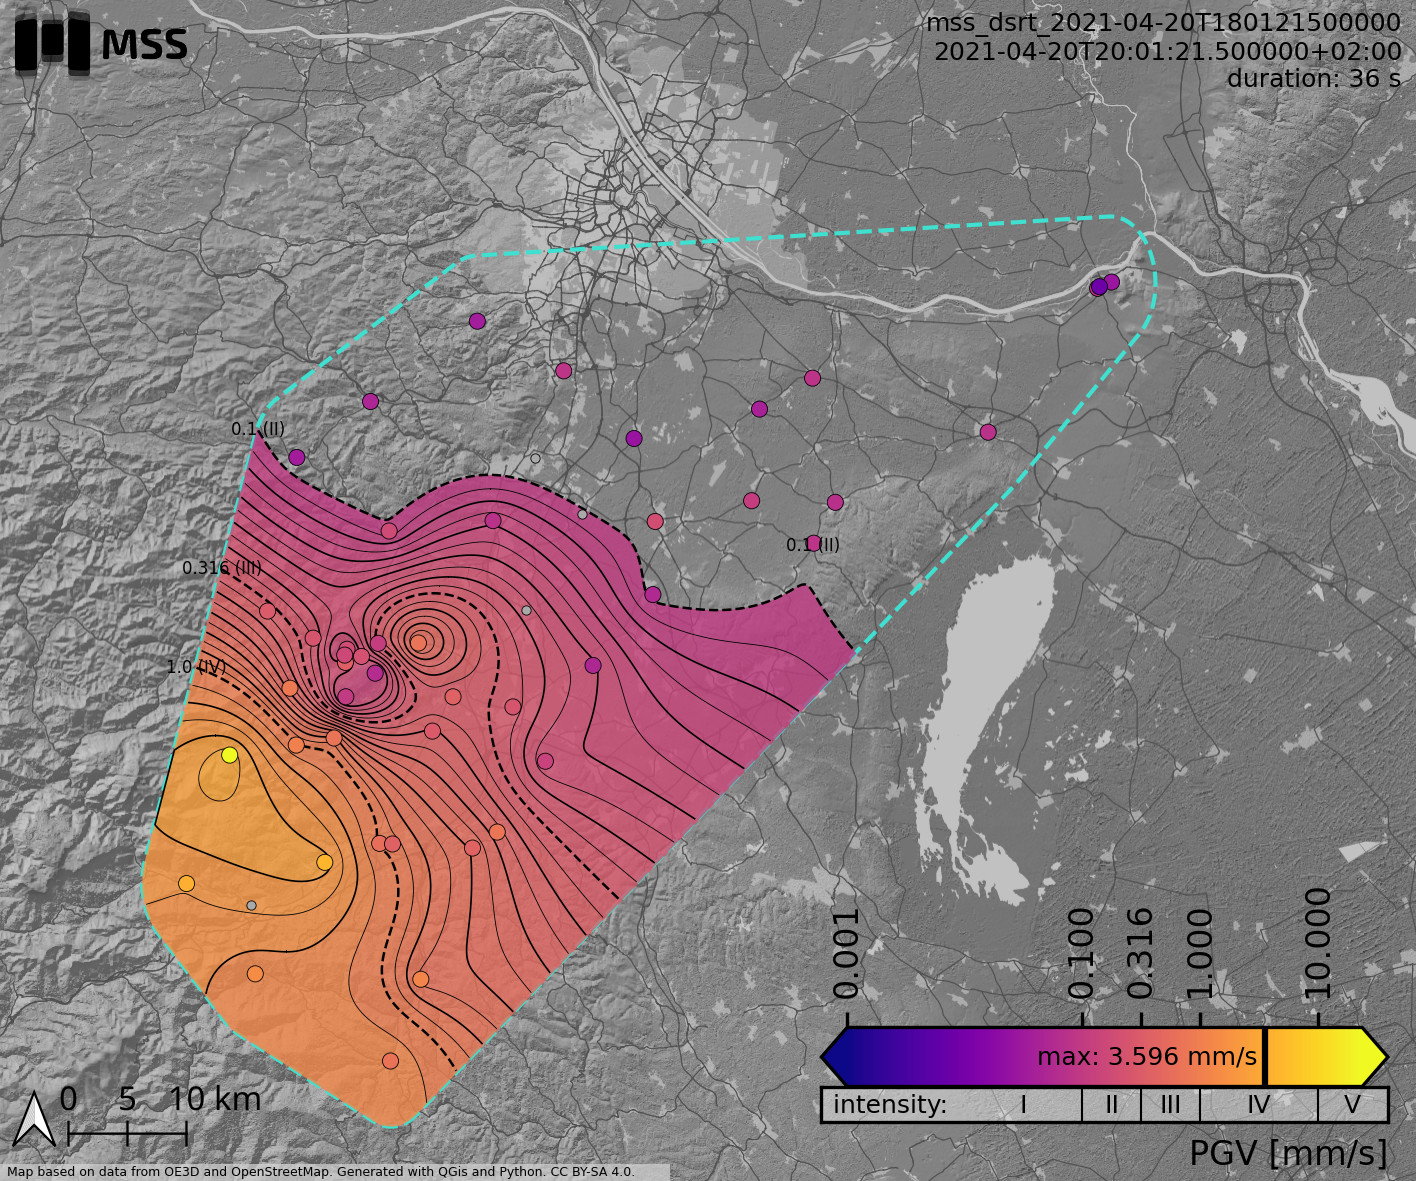 MSS
mss_dsrt_2021-04-20T180121500000
2021-04-20T20:01:21.500000+02:00
duration: 36 s
0.1 (II)
0.1 (II)
0.316 (III)
1.0 (IV)
0.001
0.100
0.316
1.000
10.000
max: 3.596 mm/s
intensity: I II III IV V
PGV [mm/s]
0 5 10 km
Map based on data from OE3D and OpenStreetMap. Generated with QGis and Python. CC BY-SA 4.0.